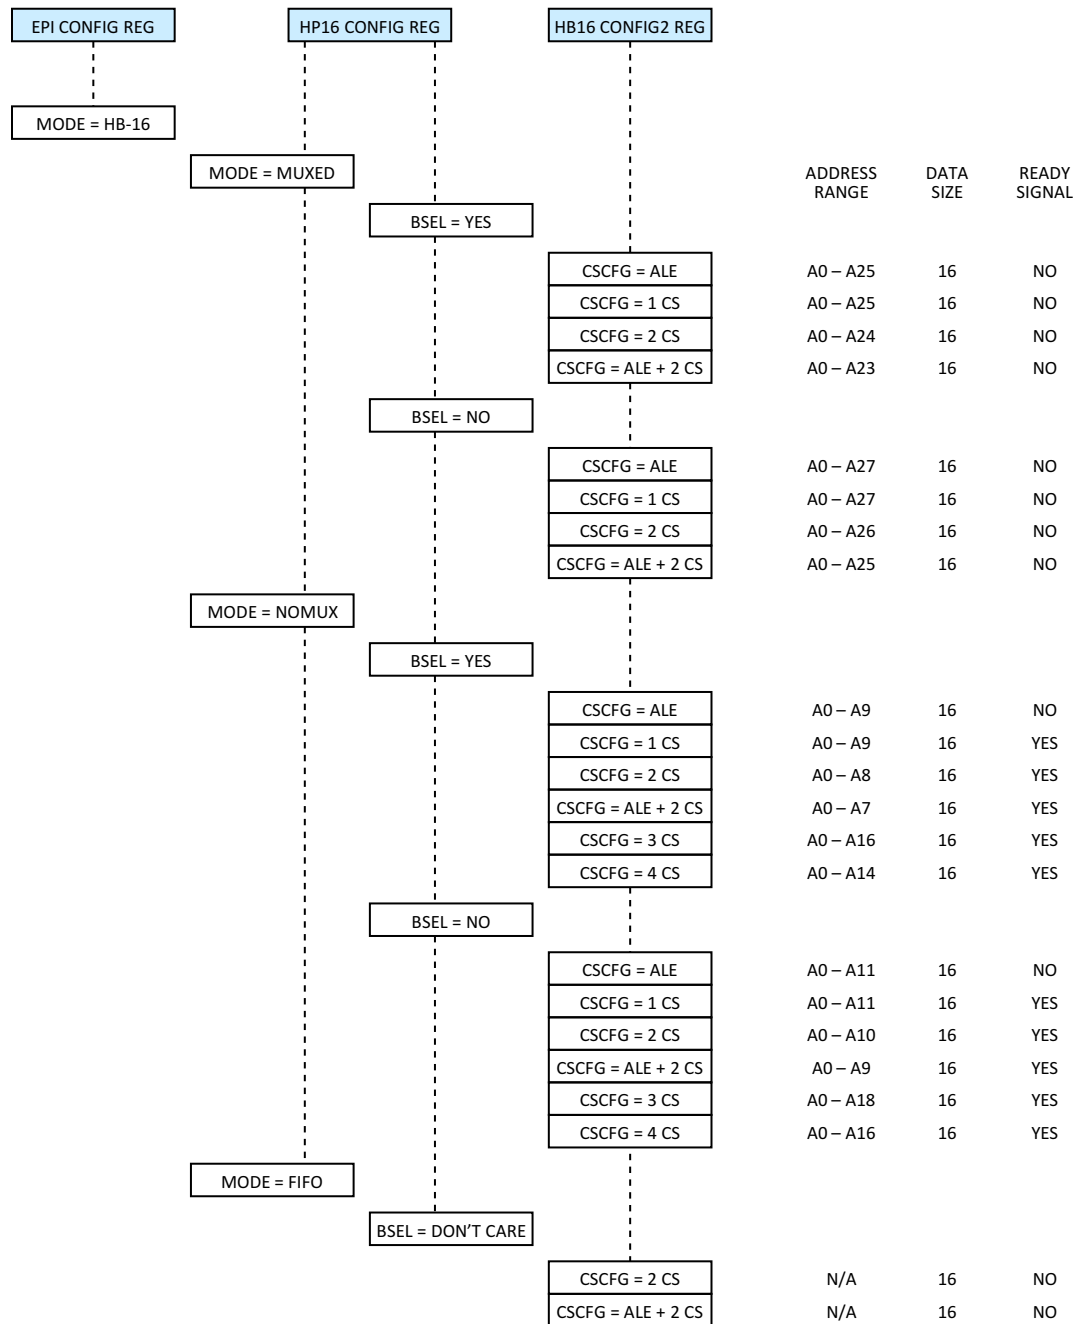 EPI CONFIG REG HP16 CONFIG REG HB16 CONFIG2 REG
MODE = HB-16
MODE = MUXED
ADDRESS RANGE DATA SIZE READY SIGNAL
BSEL = YES
CSCFG = ALE A0 – A25 16 NO
CSCFG = 1 CS A0 – A25 16 NO
CSCFG = 2 CS A0 – A24 16 NO
CSCFG = ALE + 2 CS A0 – A23 16 NO
BSEL = NO
CSCFG = ALE A0 – A27 16 NO
CSCFG = 1 CS A0 – A27 16 NO
CSCFG = 2 CS A0 – A26 16 NO
CSCFG = ALE + 2 CS A0 – A25 16 NO
MODE = NOMUX
BSEL = YES
CSCFG = ALE A0 – A9 16 NO
CSCFG = 1 CS A0 – A9 16 YES
CSCFG = 2 CS A0 – A8 16 YES
CSCFG = ALE + 2 CS A0 – A7 16 YES
CSCFG = 3 CS A0 – A16 16 YES
CSCFG = 4 CS A0 – A14 16 YES
BSEL = NO
CSCFG = ALE A0 – A11 16 NO
CSCFG = 1 CS A0 – A11 16 YES
CSCFG = 2 CS A0 – A10 16 YES
CSCFG = ALE + 2 CS A0 – A9 16 YES
CSCFG = 3 CS A0 – A18 16 YES
CSCFG = 4 CS A0 – A16 16 YES
MODE = FIFO
BSEL = DON’T CARE
CSCFG = 2 CS N/A 16 NO
CSCFG = ALE + 2 CS N/A 16 NO